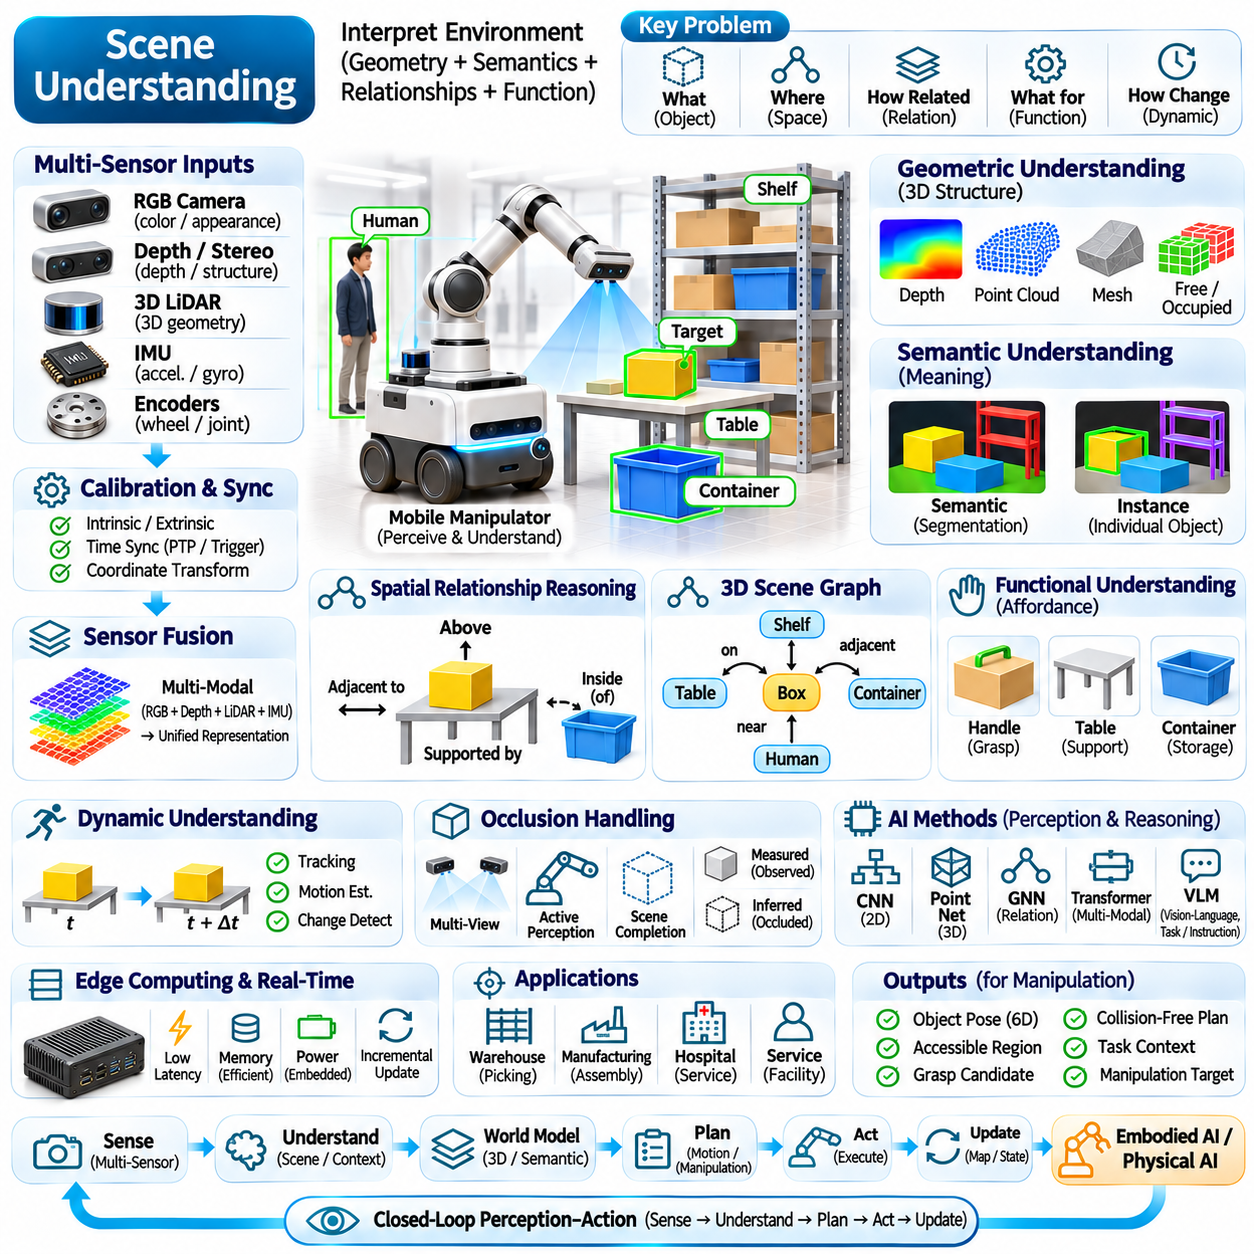 Scene
Understanding
Interpret Environment
(Geometry + Semantics +
Relationships + Function)
Key Problem
What
(Object)
Where
(Space)
How Related
(Relation)
What for
(Function)
How Change
(Dynamic)
Multi-Sensor Inputs
RGB Camera
(color / appearance)
Depth / Stereo
(depth / structure)
3D LiDAR
(3D geometry)
IMU
IMU
(accel. / gyro)
Encoders
(wheel / joint)
Calibration & Sync
Intrinsic / Extrinsic
Time Sync (PTP / Trigger)
Coordinate Transform
Sensor Fusion
Multi-Modal
(RGB + Depth + LiDAR + IMU)
→ Unified Representation
Human
Shelf
Target
Table
Container
Mobile Manipulator
(Perceive & Understand)
Geometric Understanding
(3D Structure)
Depth
Point Cloud
Mesh
Free /
Occupied
Semantic Understanding
(Meaning)
Semantic
(Segmentation)
Instance
(Individual Object)
Spatial Relationship Reasoning
Above
Adjacent to
Inside
(of)
Supported by
3D Scene Graph
Shelf
on
adjacent
Table
Box
Container
near
Human
Functional Understanding
(Affordance)
Handle
(Grasp)
Table
(Support)
Container
(Storage)
Dynamic Understanding
t
t + Δt
Tracking
Motion Est.
Change Detect
Occlusion Handling
Multi-View
Active
Perception
Scene
Completion
Measured
(Observed)
Inferred
(Occluded)
AI Methods (Perception & Reasoning)
CNN
(2D)
Point
Net
(3D)
GNN
(Relation)
Transformer
(Multi-Modal)
VLM
(Vision-Language,
Task / Instruction)
Edge Computing & Real-Time
Low
Latency
Memory
(Efficient)
Power
(Embedded)
Incremental
Update
Applications
Warehouse
(Picking)
Manufacturing
(Assembly)
Hospital
(Service)
Service
(Facility)
Outputs (for Manipulation)
Object Pose (6D)
Accessible Region
Grasp Candidate
Collision-Free Plan
Task Context
Manipulation Target
Sense
(Multi-Sensor)
Understand
(Scene / Context)
World Model
(3D / Semantic)
Plan
(Motion /
(Manipulation)
Act
(Execute)
Update
(Map / State)
Embodied AI /
Physical AI
Closed-Loop Perception–Action (Sense → Understand → Plan → Act → Update)